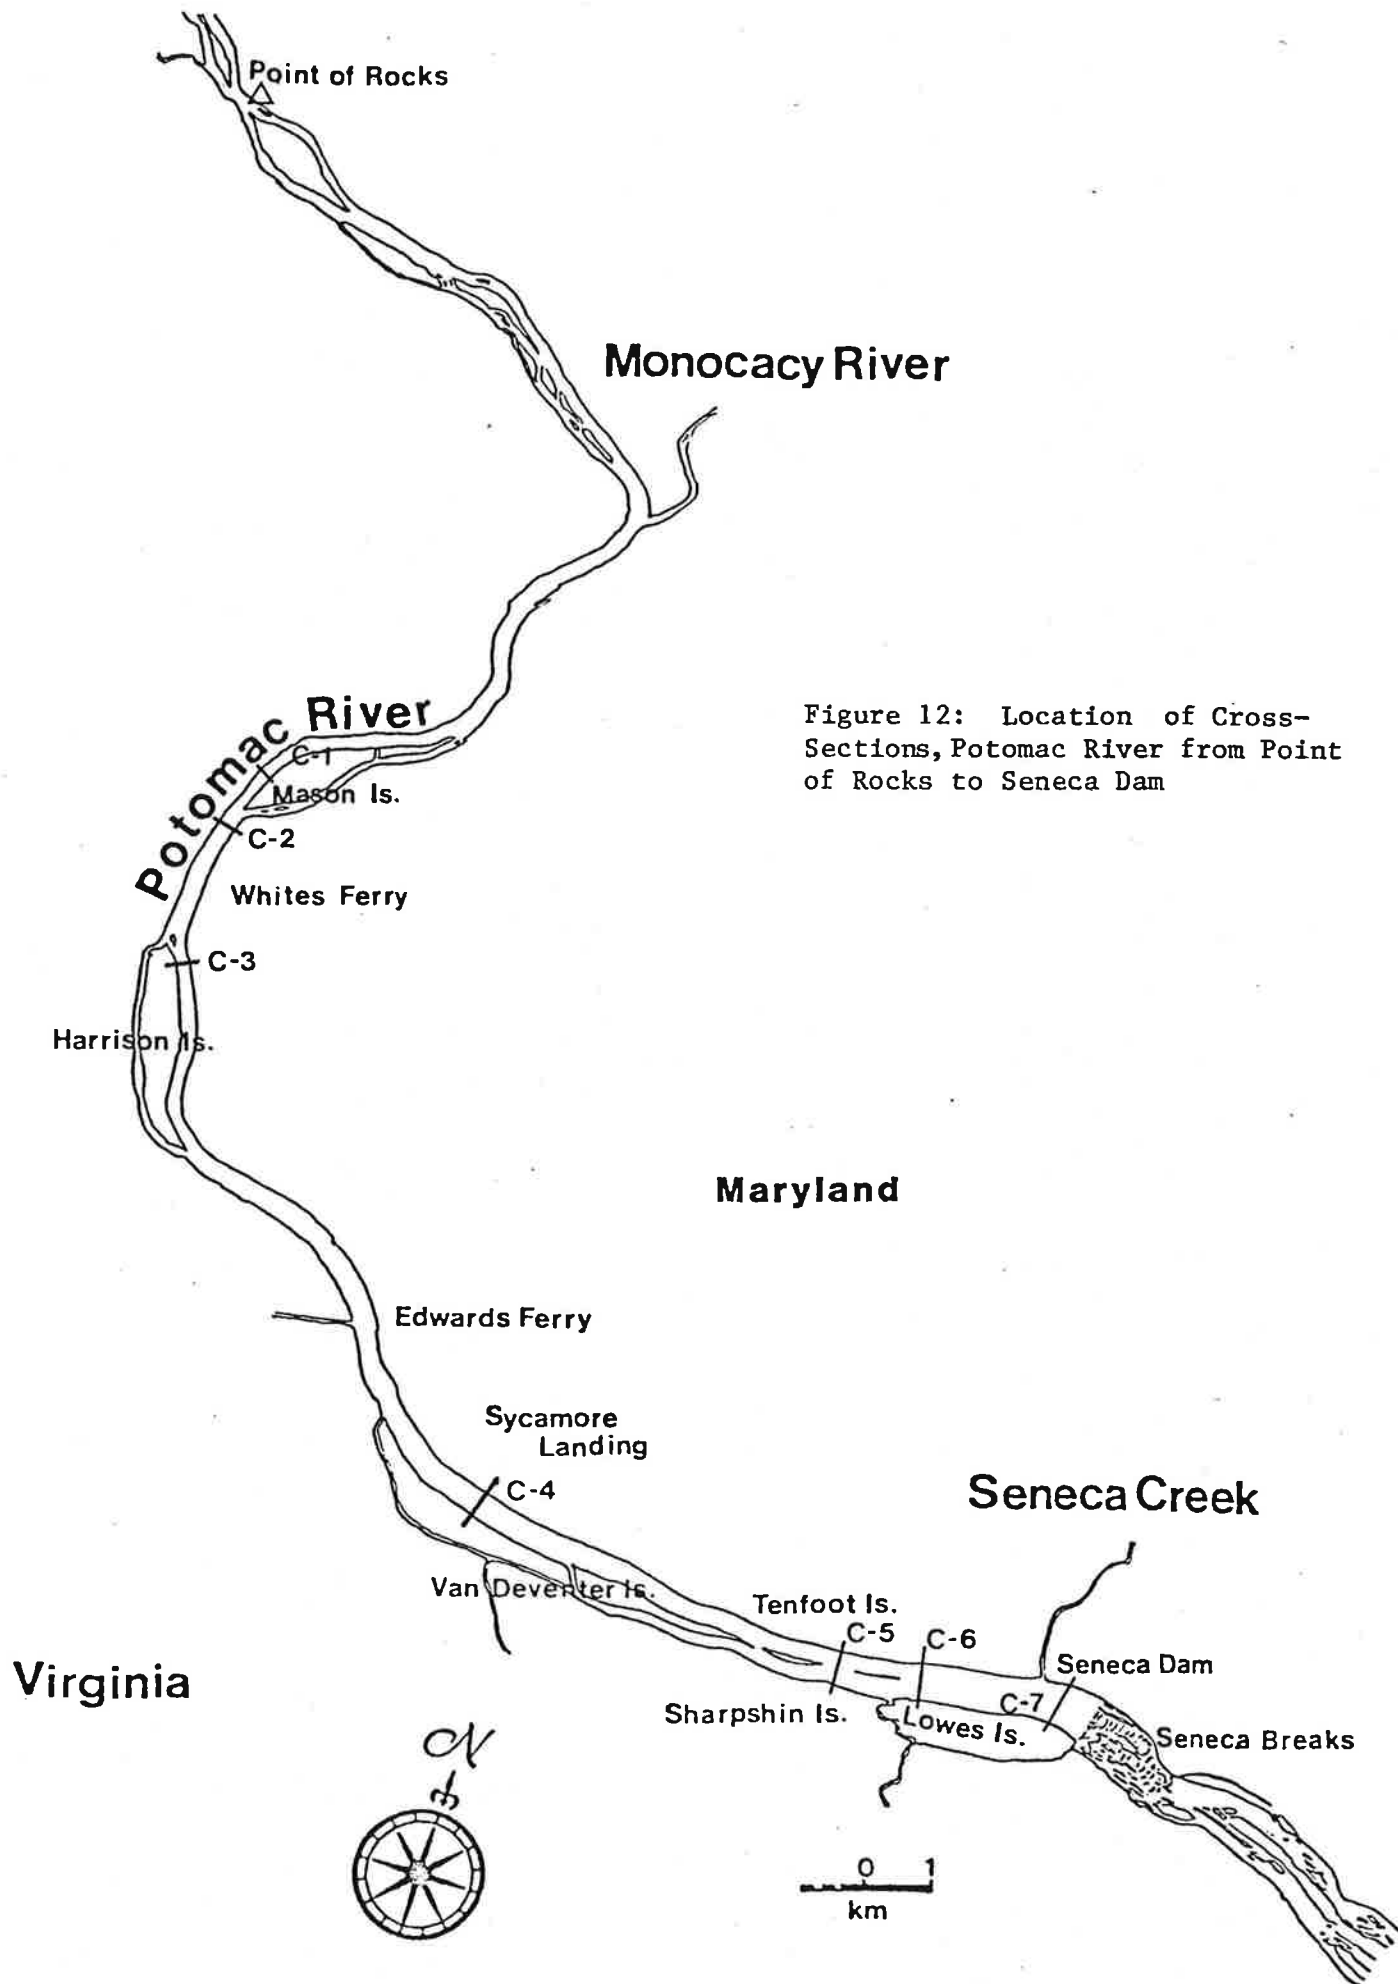 Point of Rocks
Monocacy River
Potomac River
Figure 12: Location of Cross-
Sections, Potomac River from Point
of Rocks to Seneca Dam
C-1
Mason Is.
C-2
Whites Ferry
C-3
Harrison Is.
Maryland
Edwards Ferry
Sycamore
Landing
C-4
Seneca Creek
Van Deventer Is.
Tenfoot Is.
C-5
C-6
Seneca Dam
Virginia
Sharpshin Is.
C-7
Lowes Is.
Seneca Breaks
N
0 1
km